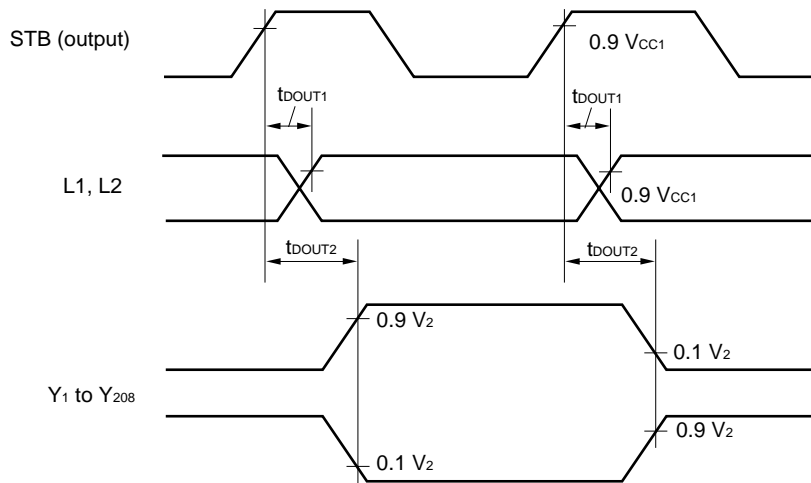 STB (output)
0.9 VCC1
tDOUT1
tDOUT1
L1, L2
0.9 VCC1
tDOUT2
tDOUT2
0.9 V2
0.1 V2
Y1 to Y208
0.9 V2
0.1 V2